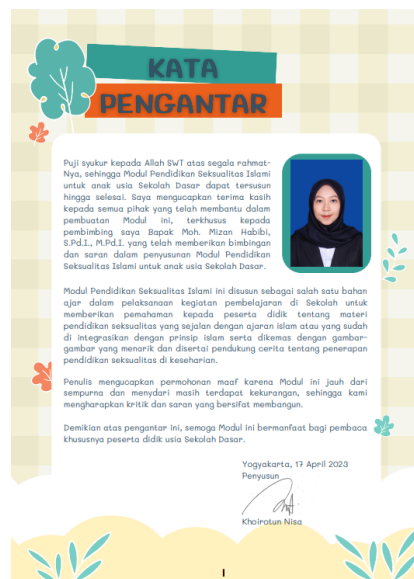 KATA
PENGANTAR
Puji syukur kepada Allah SWT atas segala rahmat-
Nya, sehingga Modul Pendidikan Seksualitas Islami
untuk anak usia Sekolah Dasar dapat tersusun
hingga selesai. Saya mengucapkan terima kasih
kepada semua pihak yang telah membantu dalam
pembuatan Modul ini, terkhusus kepada
pembimbing saya Bapak Moh. Mizan Habibi,
S.Pd.I., M.Pd.I. yang telah memberikan bimbingan
dan saran dalam penyusunan Modul Pendidikan
Seksualitas Islami untuk anak usia Sekolah Dasar.
Modul Pendidikan Seksualitas Islami ini disusun sebagai salah satu bahan
ajar dalam pelaksanaan kegiatan pembelajaran di Sekolah untuk
memberikan pemahaman kepada peserta didik tentang materi
pendidikan seksualitas yang sejalan dengan ajaran islam atau yang sudah
di integrasikan dengan prinsip islam serta dikemas dengan gambar-
gambar yang menarik dan disertai pendukung cerita tentang penerapan
pendidikan seksualitas di keseharian.
Penulis mengucapkan permohonan maaf karena Modul ini jauh dari
sempurna dan menydari masih terdapat kekurangan, sehingga kami
mengharapkan kritik dan saran yang bersifat membangun.
Demikian atas pengantar ini, semoga Modul ini bermanfaat bagi pembaca
khususnya peserta didik usia Sekolah Dasar.
Yogyakarta, 17 April 2023
Penyusun
Khoirotun Nisa
I